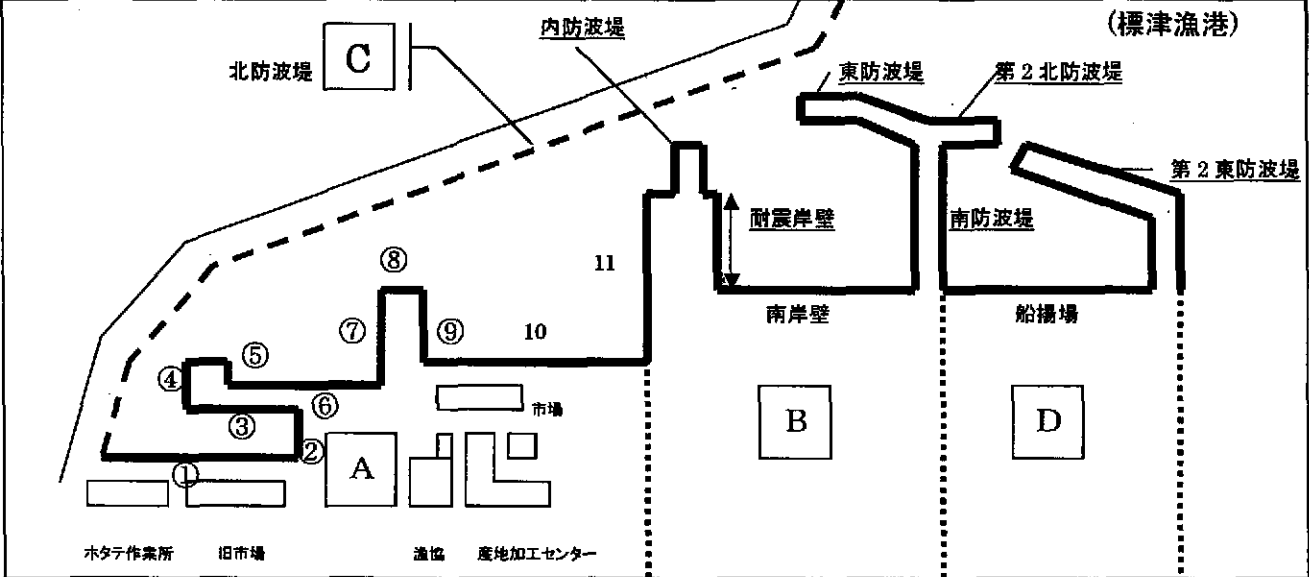 (標津漁港)
内防波堤
北防波堤
C
東防波堤
第2北防波堤
第2東防波堤
耐震岸壁
南防波堤
⑧
11
⑦
⑨
10
南岸壁
船揚場
⑤
④
⑥
③
②
①
市場
A
B
D
ホタテ作業所
旧市場
漁協
産地加工センター